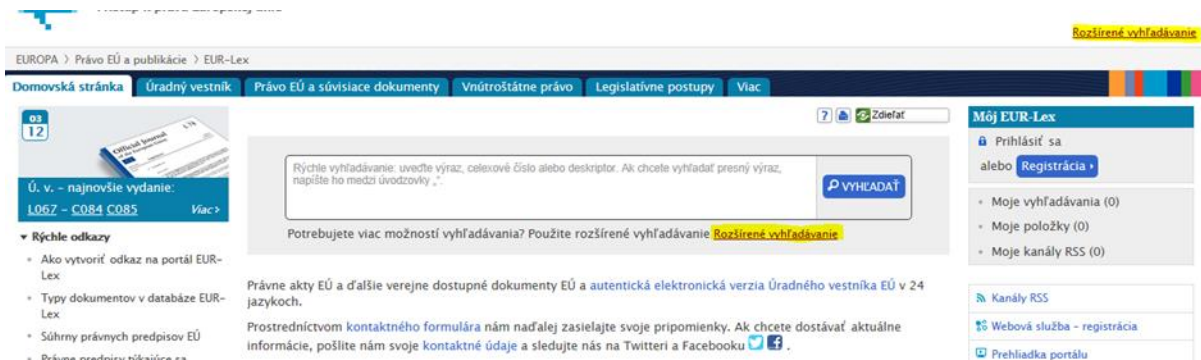 Rozšírené vyhľadávanie
EUROPA > Právo EÚ a publikácie > EUR-Lex
Domovská stránka Úradný vestník Právo EÚ a súvisiace dokumenty Vnútroštátne právo Legislatívne postupy Viac
03
12
Official Journal
Ú. v. - najnovšie vydanie:
L067 - C084 C085 Viac >
Rýchle odkazy
Ako vytvoriť odkaz na portál EUR-
Lex
Typy dokumentov v databáze EUR-
Lex
Súhrny právnych predpisov EÚ
Právne predpisy týkajúce sa
? Zdieľať
Rýchle vyhľadávanie: uveďte výraz, celexové číslo alebo deskriptor. Ak chcete vyhľadať presný výraz,
napíšte ho medzi úvodzovky „“.
VYHĽADAŤ
Potrebujete viac možností vyhľadávania? Použite rozšírené vyhľadávanie Rozšírené vyhľadávanie
Právne akty EÚ a ďalšie verejne dostupné dokumenty EÚ a autentická elektronická verzia Úradného vestníka EÚ v 24
jazykoch.
Prostredníctvom kontaktného formulára nám naďalej zasielajte svoje pripomienky. Ak chcete dostávať aktuálne
informácie, pošlite nám svoje kontaktné údaje a sledujte nás na Twitteri a Facebooku .
Môj EUR-Lex
Prihlásiť sa
alebo Registrácia
Moje vyhľadávania (0)
Moje položky (0)
Moje kanály RSS (0)
Kanály RSS
Webová služba - registrácia
Prehliadka portálu